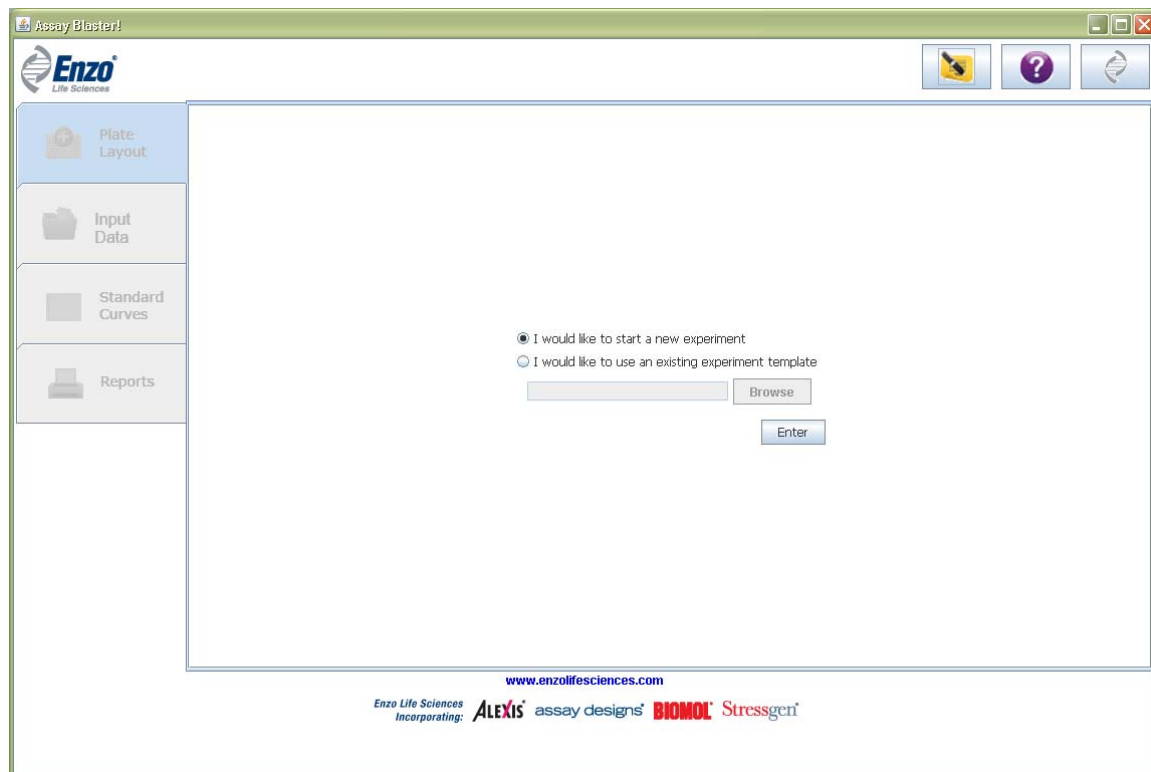 Assay Blaster!
Enzo
Life Sciences
?
Plate
Layout
Input
Data
Standard
Curves
Reports
I would like to start a new experiment
I would like to use an existing experiment template
Browse
Enter
www.enzolifesciences.com
Enzo Life Sciences
Incorporating:
ALEXIS assay designs BIOMOL Stressgen